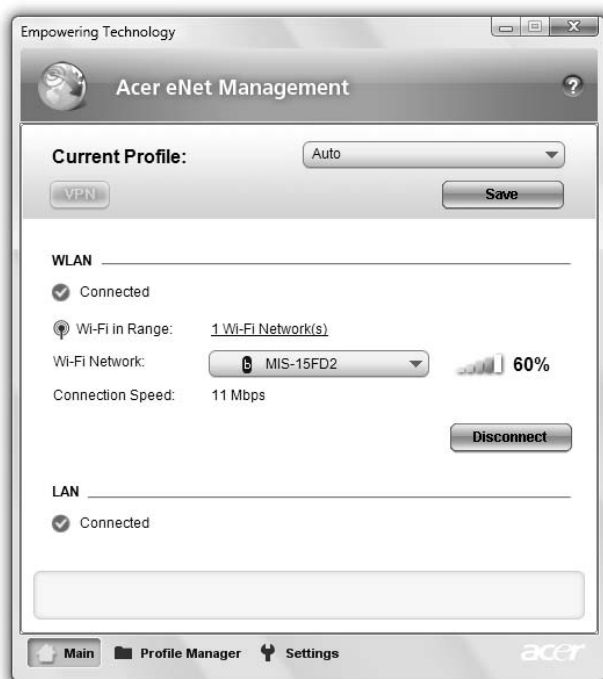 Empowering Technology
Acer eNet Management
?
Current Profile:
Auto
VPN
Save
WLAN
Connected
Wi-Fi in Range:
1 Wi-Fi Network(s)
Wi-Fi Network:
b MIS-15FD2
60%
Connection Speed:
11 Mbps
Disconnect
LAN
Connected
Main
Profile Manager
Settings
acer